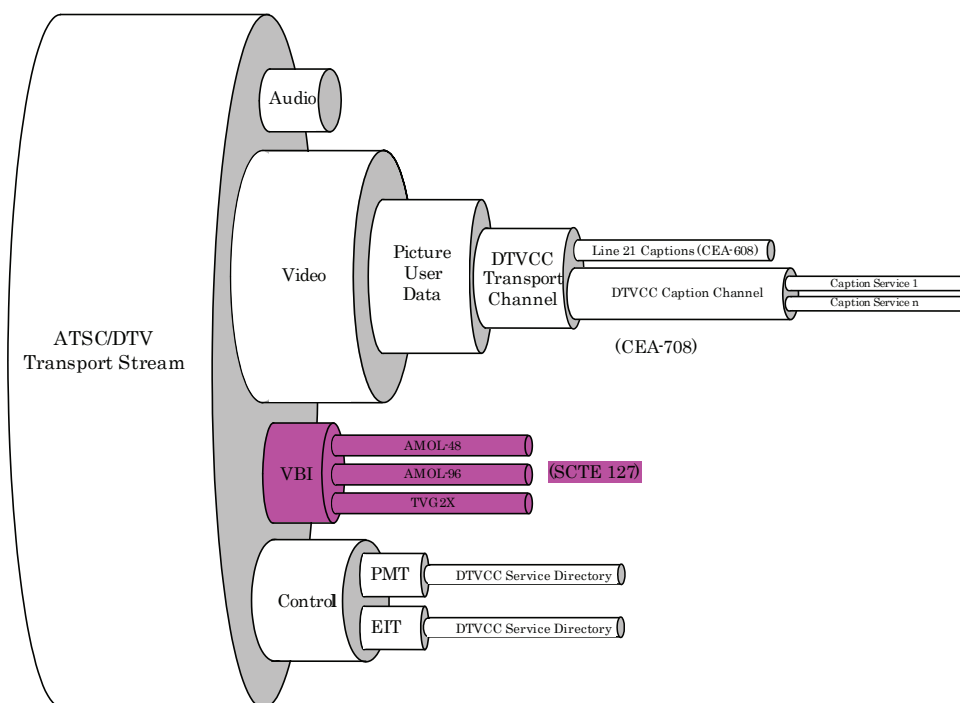 ATSC/DTV
Transport Stream
Audio
Video
Picture
User
Data
DTVCC
Transport
Channel
Line 21 Captions (CEA-608)
DTVCC Caption Channel
Caption Service 1
Caption Service n
(CEA-708)
VBI
AMOL-48
AMOL-96
TVG2X
(SCTE 127)
Control
PMT
DTVCC Service Directory
EIT
DTVCC Service Directory